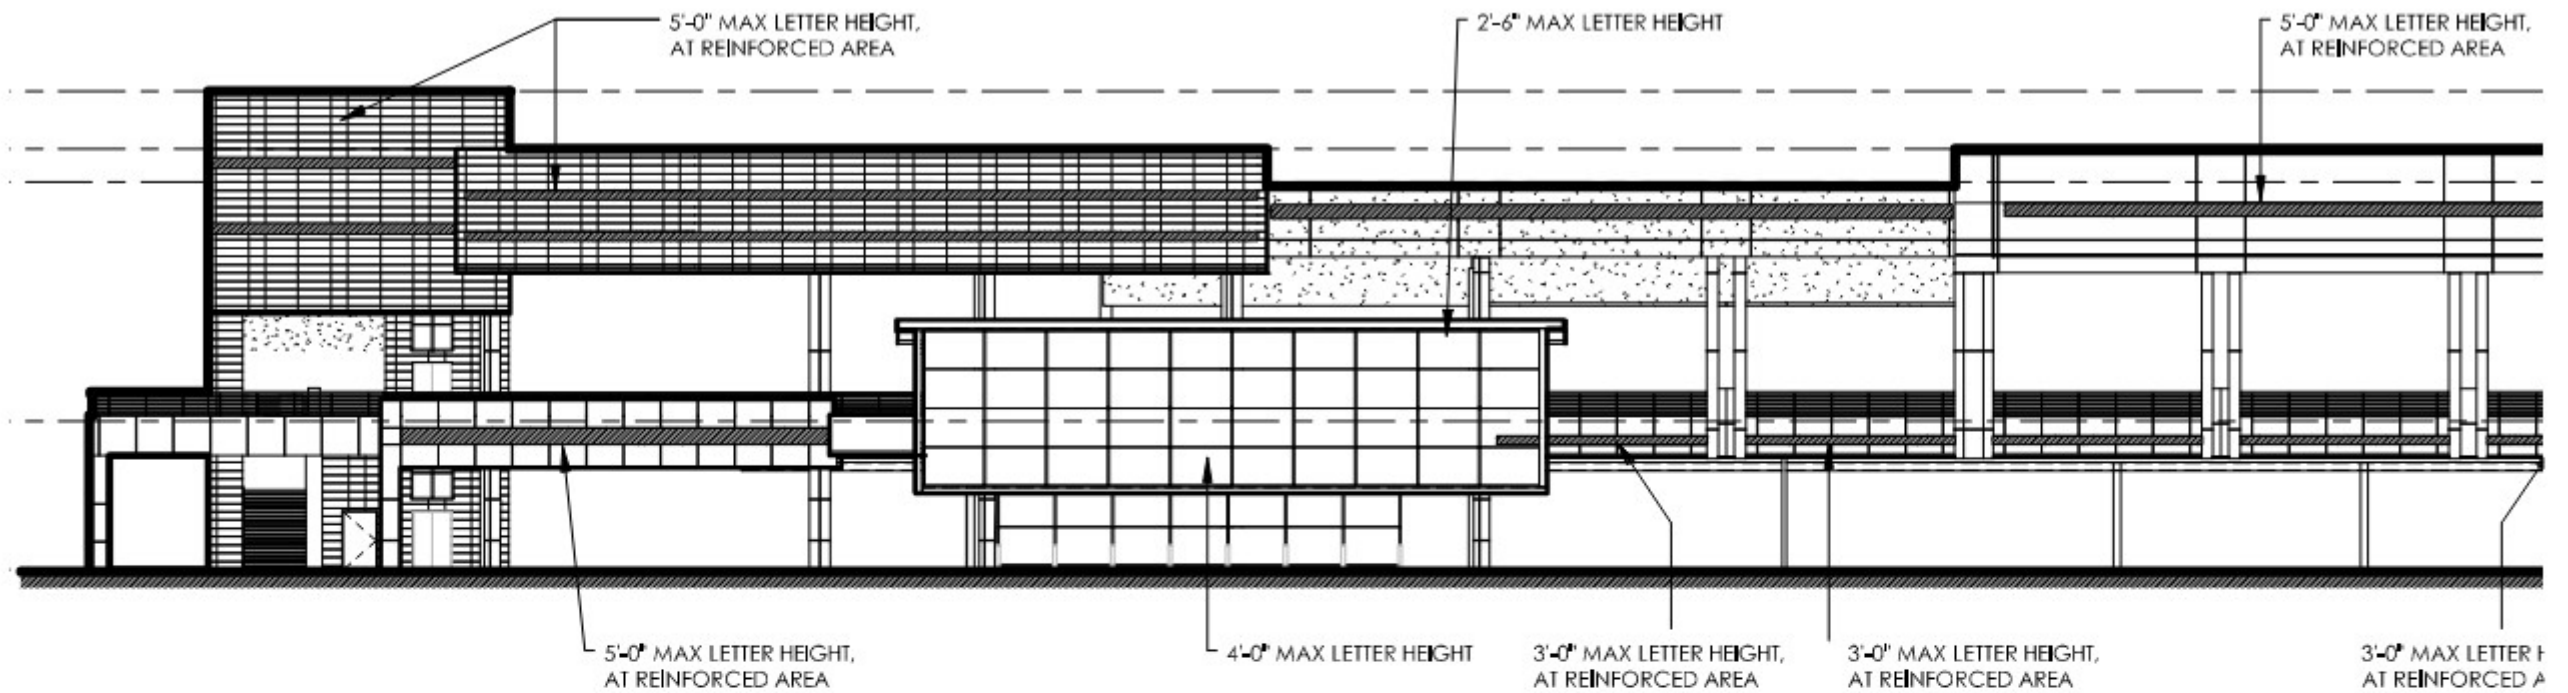 5'-0" MAX LETTER HEIGHT,
AT REINFORCED AREA
2'-6" MAX LETTER HEIGHT
5'-0" MAX LETTER HEIGHT,
AT REINFORCED AREA
5'-0" MAX LETTER HEIGHT,
AT REINFORCED AREA
4'-0" MAX LETTER HEIGHT
3'-0" MAX LETTER HEIGHT,
AT REINFORCED AREA
3'-0" MAX LETTER HEIGHT,
AT REINFORCED AREA
3'-0" MAX LETTER H
AT REINFORCED A